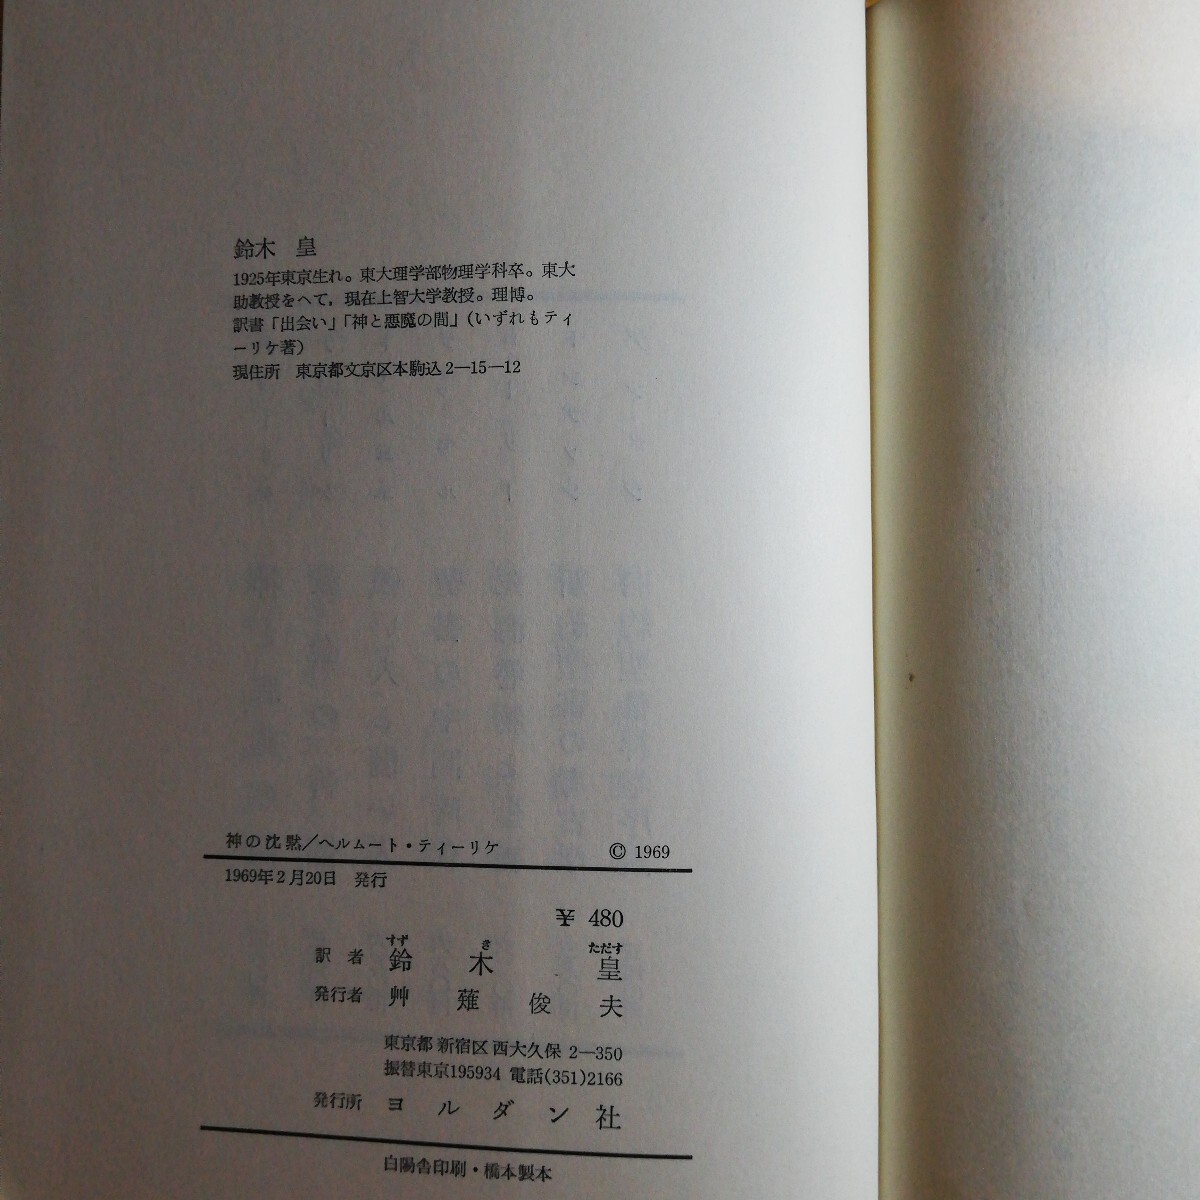 鈴木 皇
1925年東京生れ。東大理学部物理学科卒。東大
助教授をへて，現在上智大学教授。理博。
訳書「出会い」「神と悪魔の間」（いずれもティ
ーリケ著）
現住所 東京都文京区本駒込2—15—12
神の沈黙／ヘルムート・ティーリケ © 1969
1969年2月20日 発行
¥ 480
すず き ただす
訳者 鈴木 皇
発行者 艸薙俊夫
東京都新宿区西大久保 2—350
振替東京195934 電話(351)2166
発行所 ヨルダン社
白陽舎印刷・橋本製本